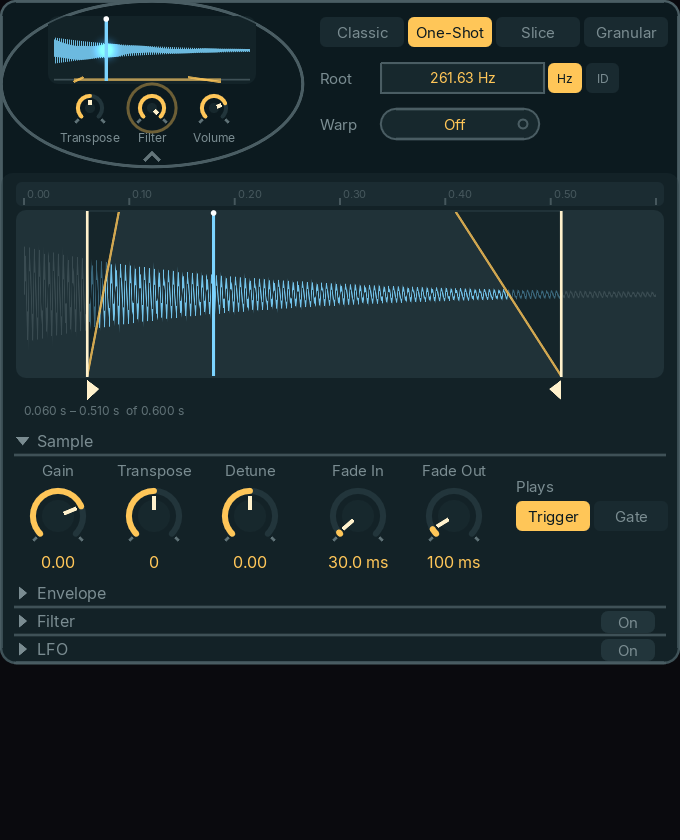 Transpose Filter Volume
Classic One-Shot Slice Granular
Root 261.63 Hz Hz ID
Warp Off
0.00 0.10 0.20 0.30 0.40 0.50
0.060 s – 0.510 s of 0.600 s
Sample
Gain Transpose Detune Fade In Fade Out
Plays
Trigger Gate
0.00 0 0.00 30.0 ms 100 ms
Envelope
Filter On
LFO On